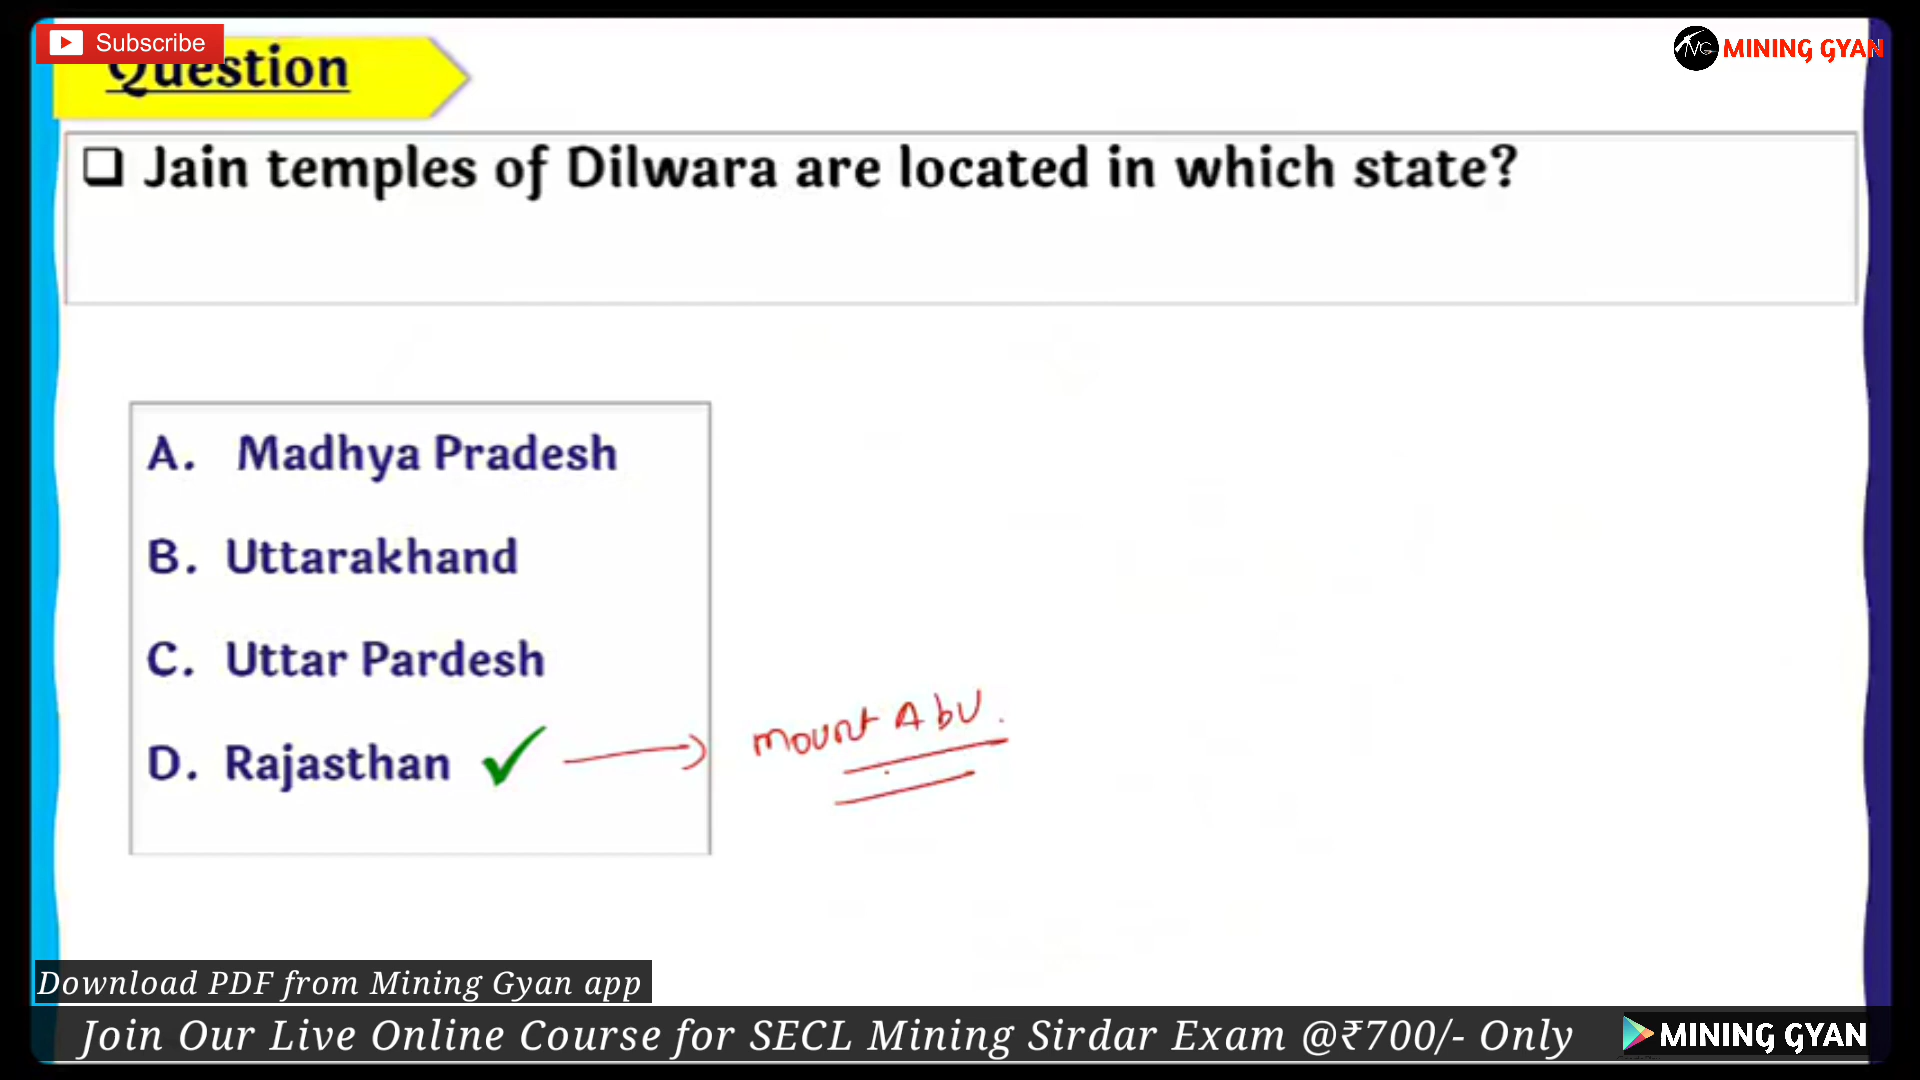 Subscribe
MINING GYAN
Question
❑ Jain temples of Dilwara are located in which state?
A. Madhya Pradesh
B. Uttarakhand
C. Uttar Pardesh
D. Rajasthan ✓
mount Abu.
Download PDF from Mining Gyan app
Join Our Live Online Course for SECL Mining Sirdar Exam @₹700/- Only
MINING GYAN